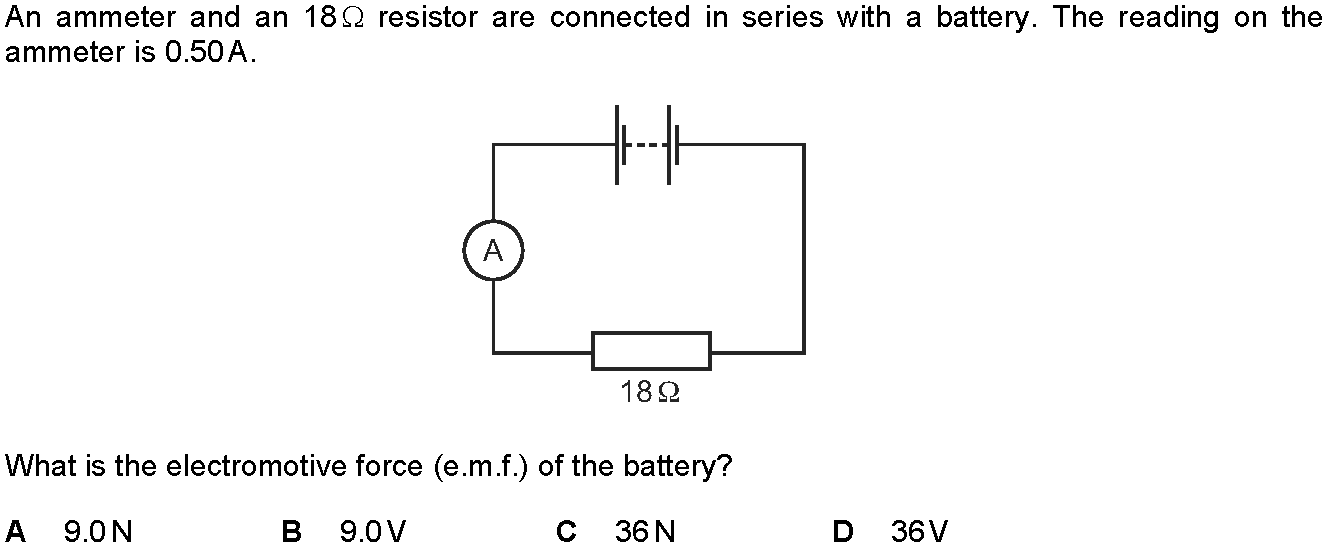 An ammeter and an 18 Ω resistor are connected in series with a battery. The reading on the
ammeter is 0.50 A.
A
18 Ω
What is the electromotive force (e.m.f.) of the battery?
A 9.0 N B 9.0 V C 36 N D 36 V